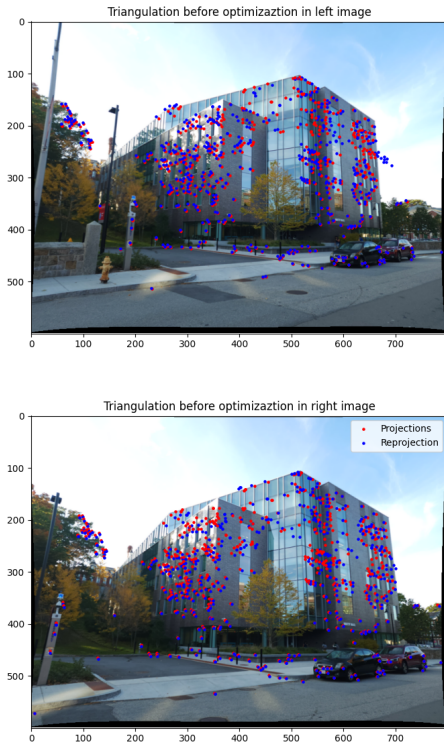 Triangulation before optimizaztion in left image
0
100
200
300
400
500
0 100 200 300 400 500 600 700
Triangulation before optimizaztion in right image
Projections
Reprojection
0
100
200
300
400
500
0 100 200 300 400 500 600 700